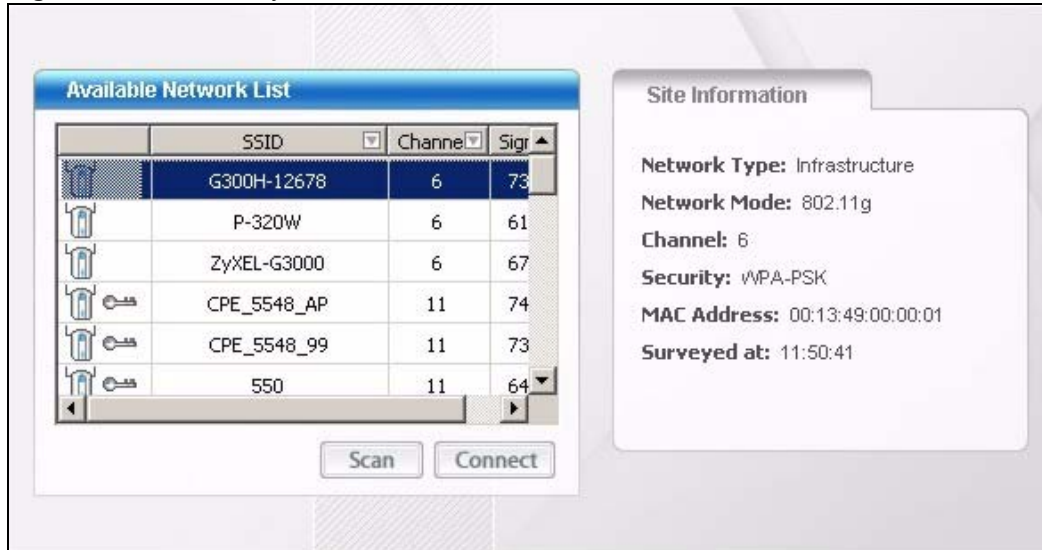 Available Network List
SSID Channe Sigr
G300H-12678 6 73
P-320W 6 61
ZyXEL-G3000 6 67
CPE_5548_AP 11 74
CPE_5548_99 11 73
550 11 64
Scan Connect
Site Information
Network Type: Infrastructure
Network Mode: 802.11g
Channel: 6
Security: WPA-PSK
MAC Address: 00:13:49:00:00:01
Surveyed at: 11:50:41